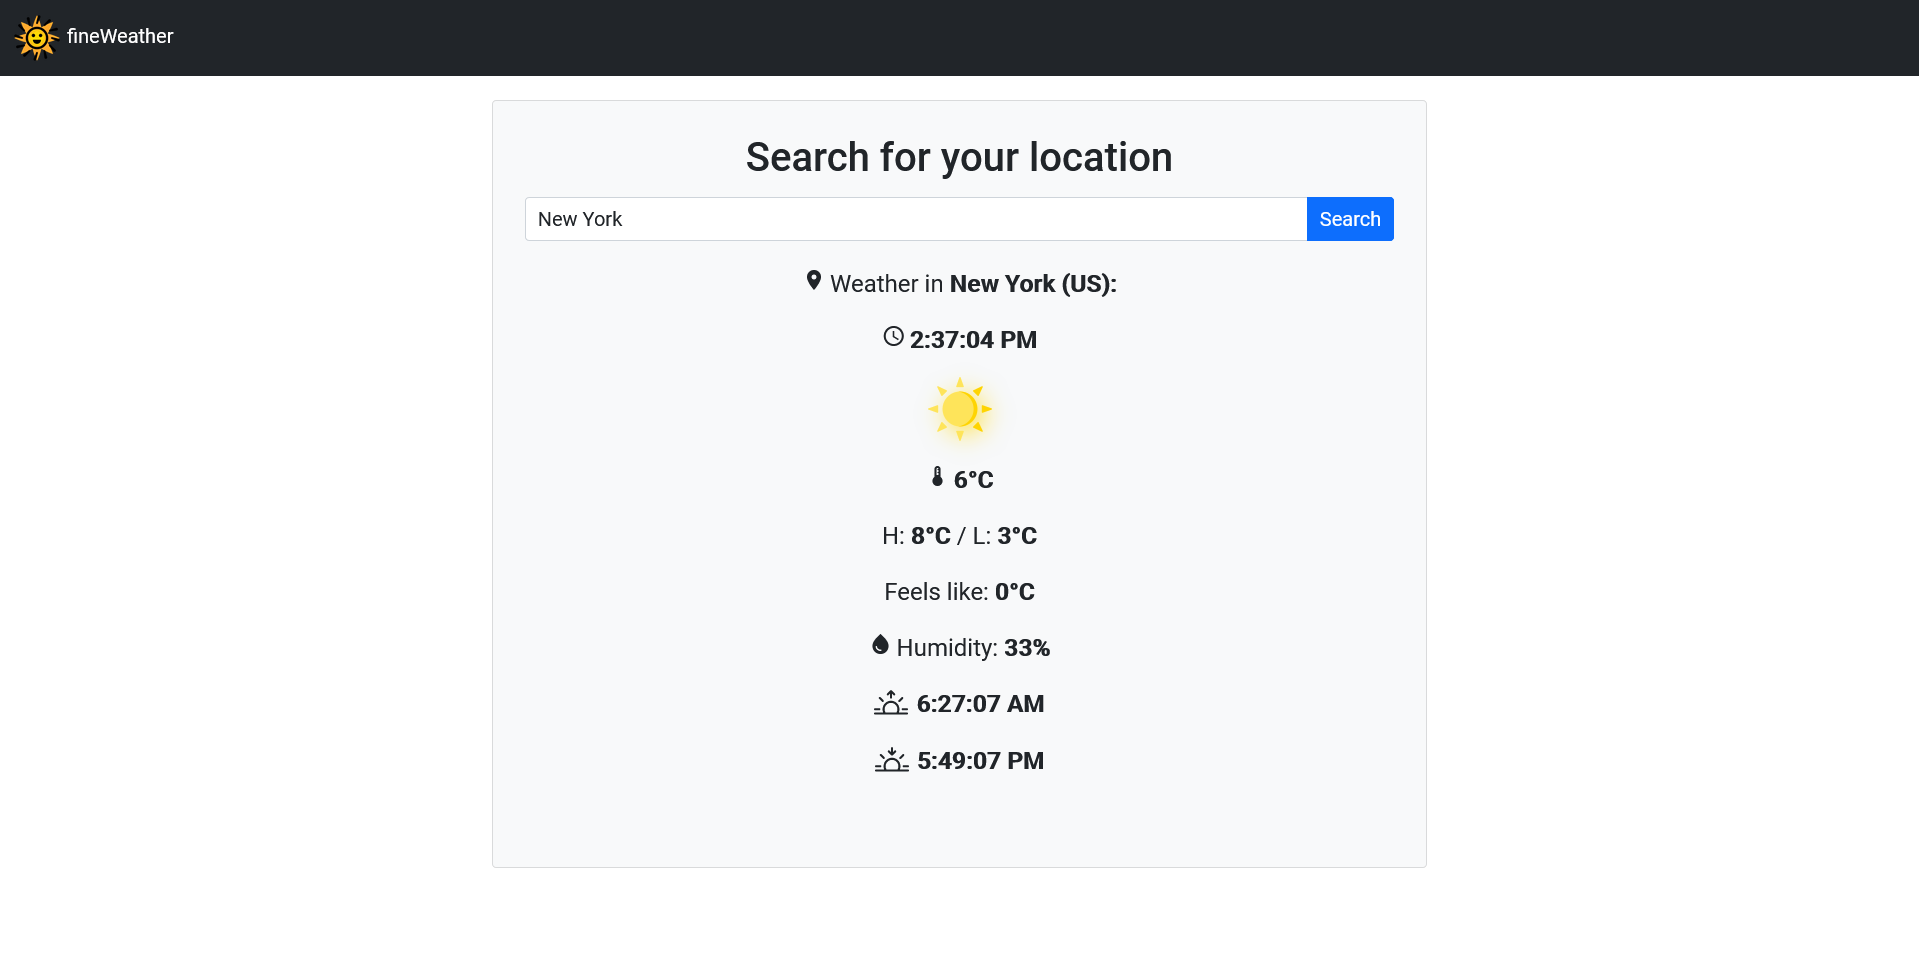 fineWeather
Search for your location
New York
Search
Weather in New York (US):
2:37:04 PM
6°C
H: 8°C / L: 3°C
Feels like: 0°C
Humidity: 33%
6:27:07 AM
5:49:07 PM